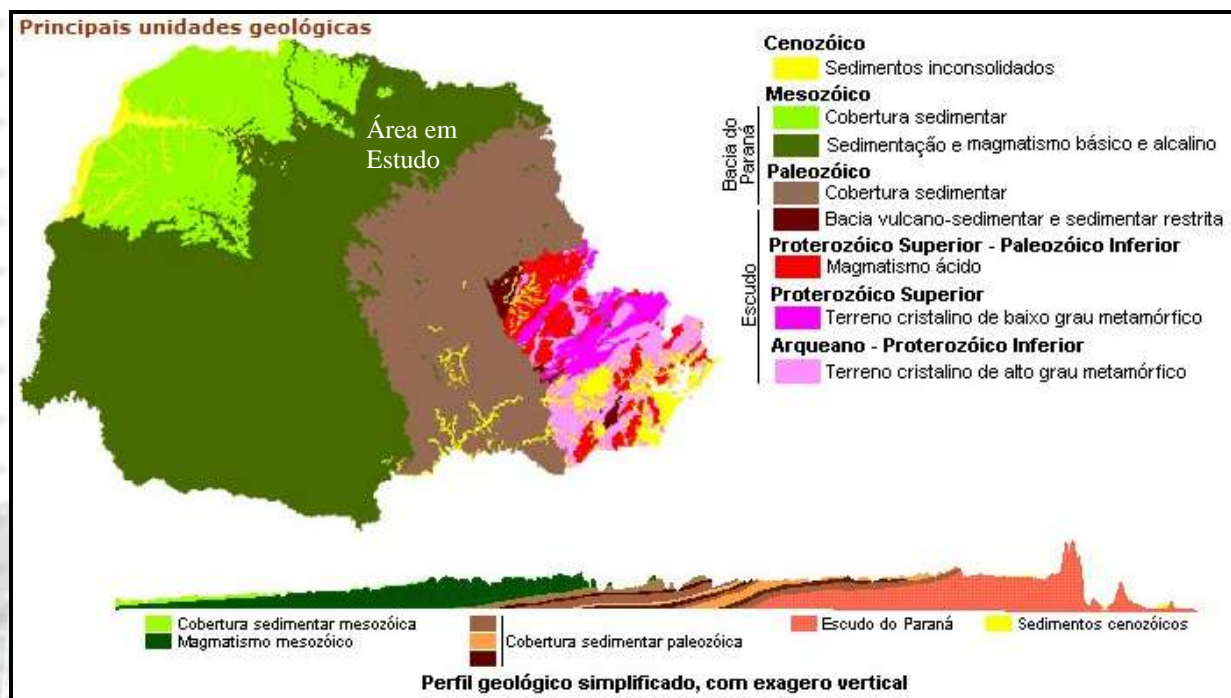 Principais unidades geológicas
Área em
Estudo
Cenozóico
Sedimentos inconsolidados
Mesozóico
Cobertura sedimentar
Sedimentação e magmatismo básico e alcalino
Paleozóico
Cobertura sedimentar
Bacia vulcano-sedimentar e sedimentar restrita
Proterozóico Superior - Paleozóico Inferior
Magmatismo ácido
Proterozóico Superior
Terreno cristalino de baixo grau metamórfico
Arqueano - Proterozóico Inferior
Terreno cristalino de alto grau metamórfico
Bacia do
Paraná
Escudo
Cobertura sedimentar mesozóica
Magmatismo mesozóico
Cobertura sedimentar paleozóica
Escudo do Paraná
Sedimentos cenozóicos
Perfil geológico simplificado, com exagero vertical